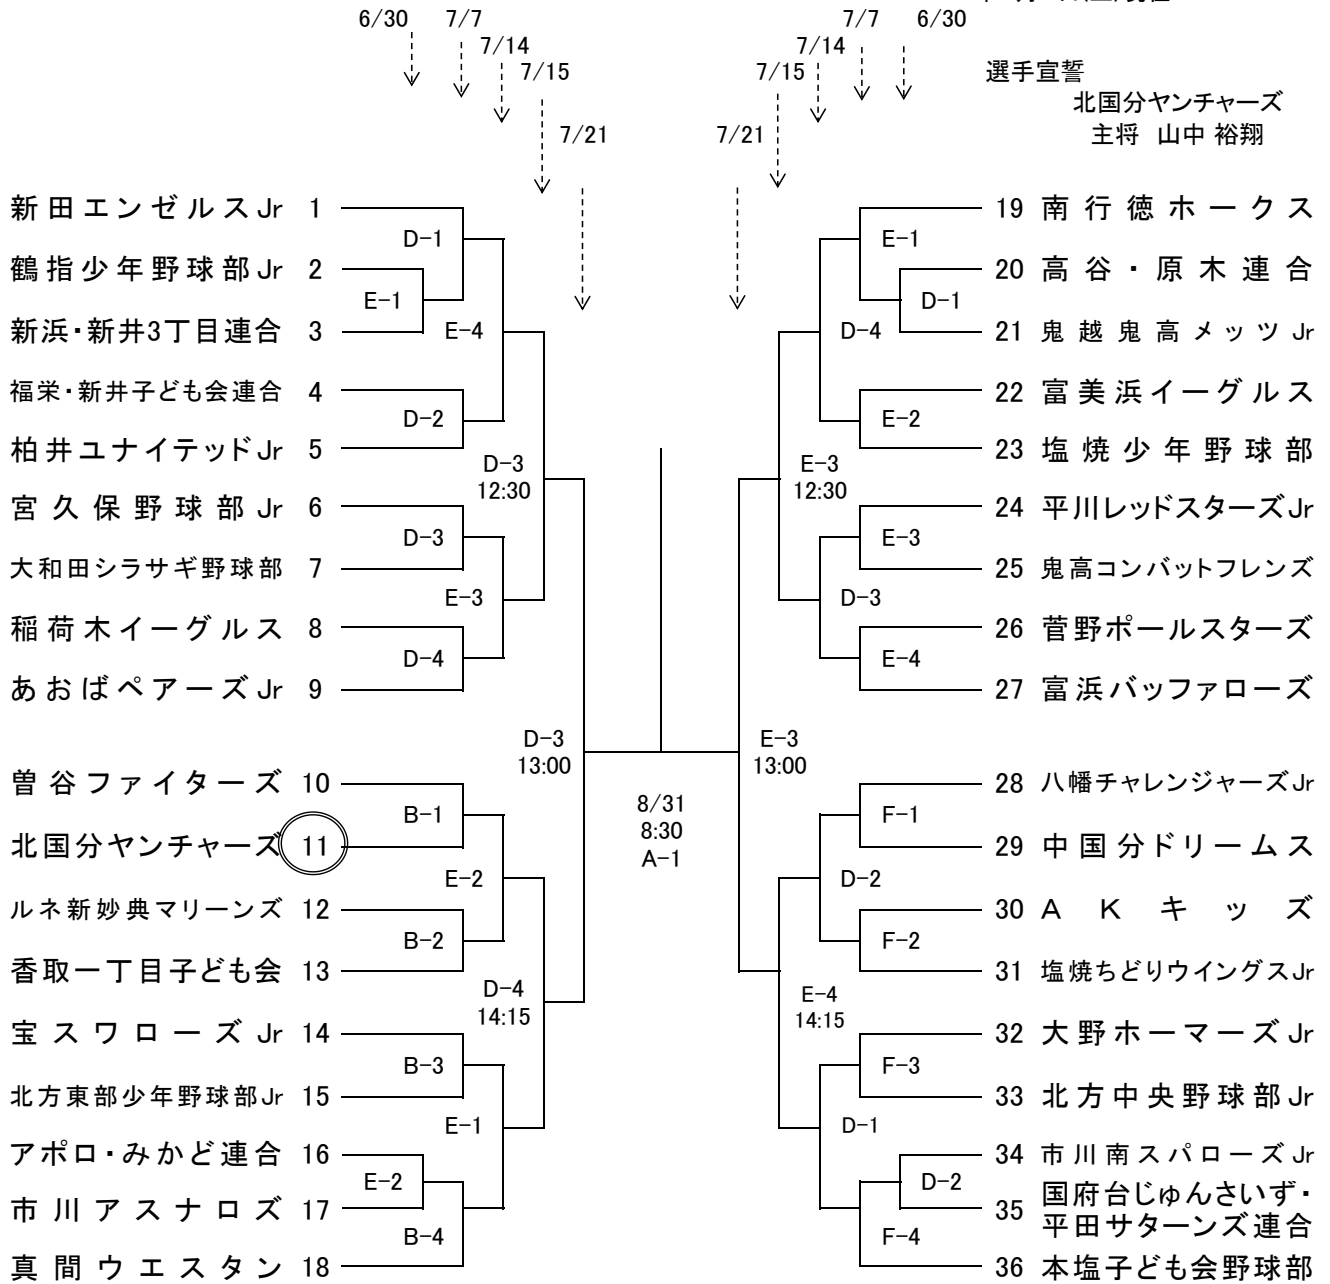 6/30 7/7 7/7 6/30
7/14 7/14
7/15 7/15
選手宣誓
北国分ヤンチャーズ
主将 山中 裕翔
7/21 7/21
新田エンゼルスJr 1
D-1
鶴指少年野球部Jr 2
E-1
新浜・新井3丁目連合 3
E-4
福栄・新井子ども会連合 4
D-2
柏井ユナイテッドJr 5
D-3
12:30
宮久保野球部Jr 6
D-3
大和田シラサギ野球部 7
E-3
稲荷木イーグルス 8
D-4
あおばペアーズJr 9
D-3
13:00
曽谷ファイターズ 10
B-1
北国分ヤンチャーズ 11
E-2
ルネ新妙典マリーンズ 12
B-2
香取一丁目子ども会 13
D-4
14:15
宝スワローズJr 14
B-3
北方東部少年野球部Jr 15
E-1
アポロ・みかど連合 16
E-2
市川アスナロズ 17
B-4
真間ウエスタン 18
8/31
8:30
A-1
19 南行徳ホークス
E-1
20 高谷・原木連合
D-1
21 鬼越鬼高メッツJr
D-4
22 富美浜イーグルス
E-2
23 塩焼少年野球部
E-3
12:30
24 平川レッドスターズJr
E-3
25 鬼高コンバットフレンズ
D-3
26 菅野ポールスターズ
E-4
27 富浜バッファローズ
E-3
13:00
28 八幡チャレンジャーズJr
F-1
29 中国分ドリームス
D-2
30 AKキッズ
F-2
31 塩焼ちどりウイングスJr
E-4
14:15
32 大野ホーマーズJr
F-3
33 北方中央野球部Jr
D-1
34 市川南スパローズJr
D-2
35 国府台じゅんさいず・
平田サターンズ連合
F-4
36 本塩子ども会野球部